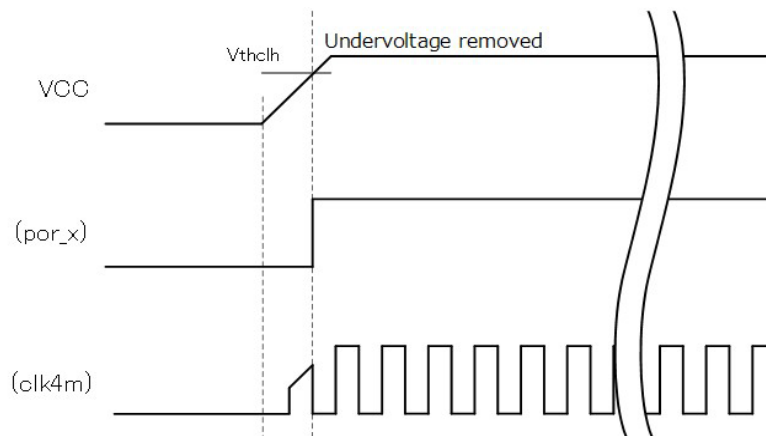 Undervoltage removed
Vthclh
VCC
(por_x)
(clk4m)